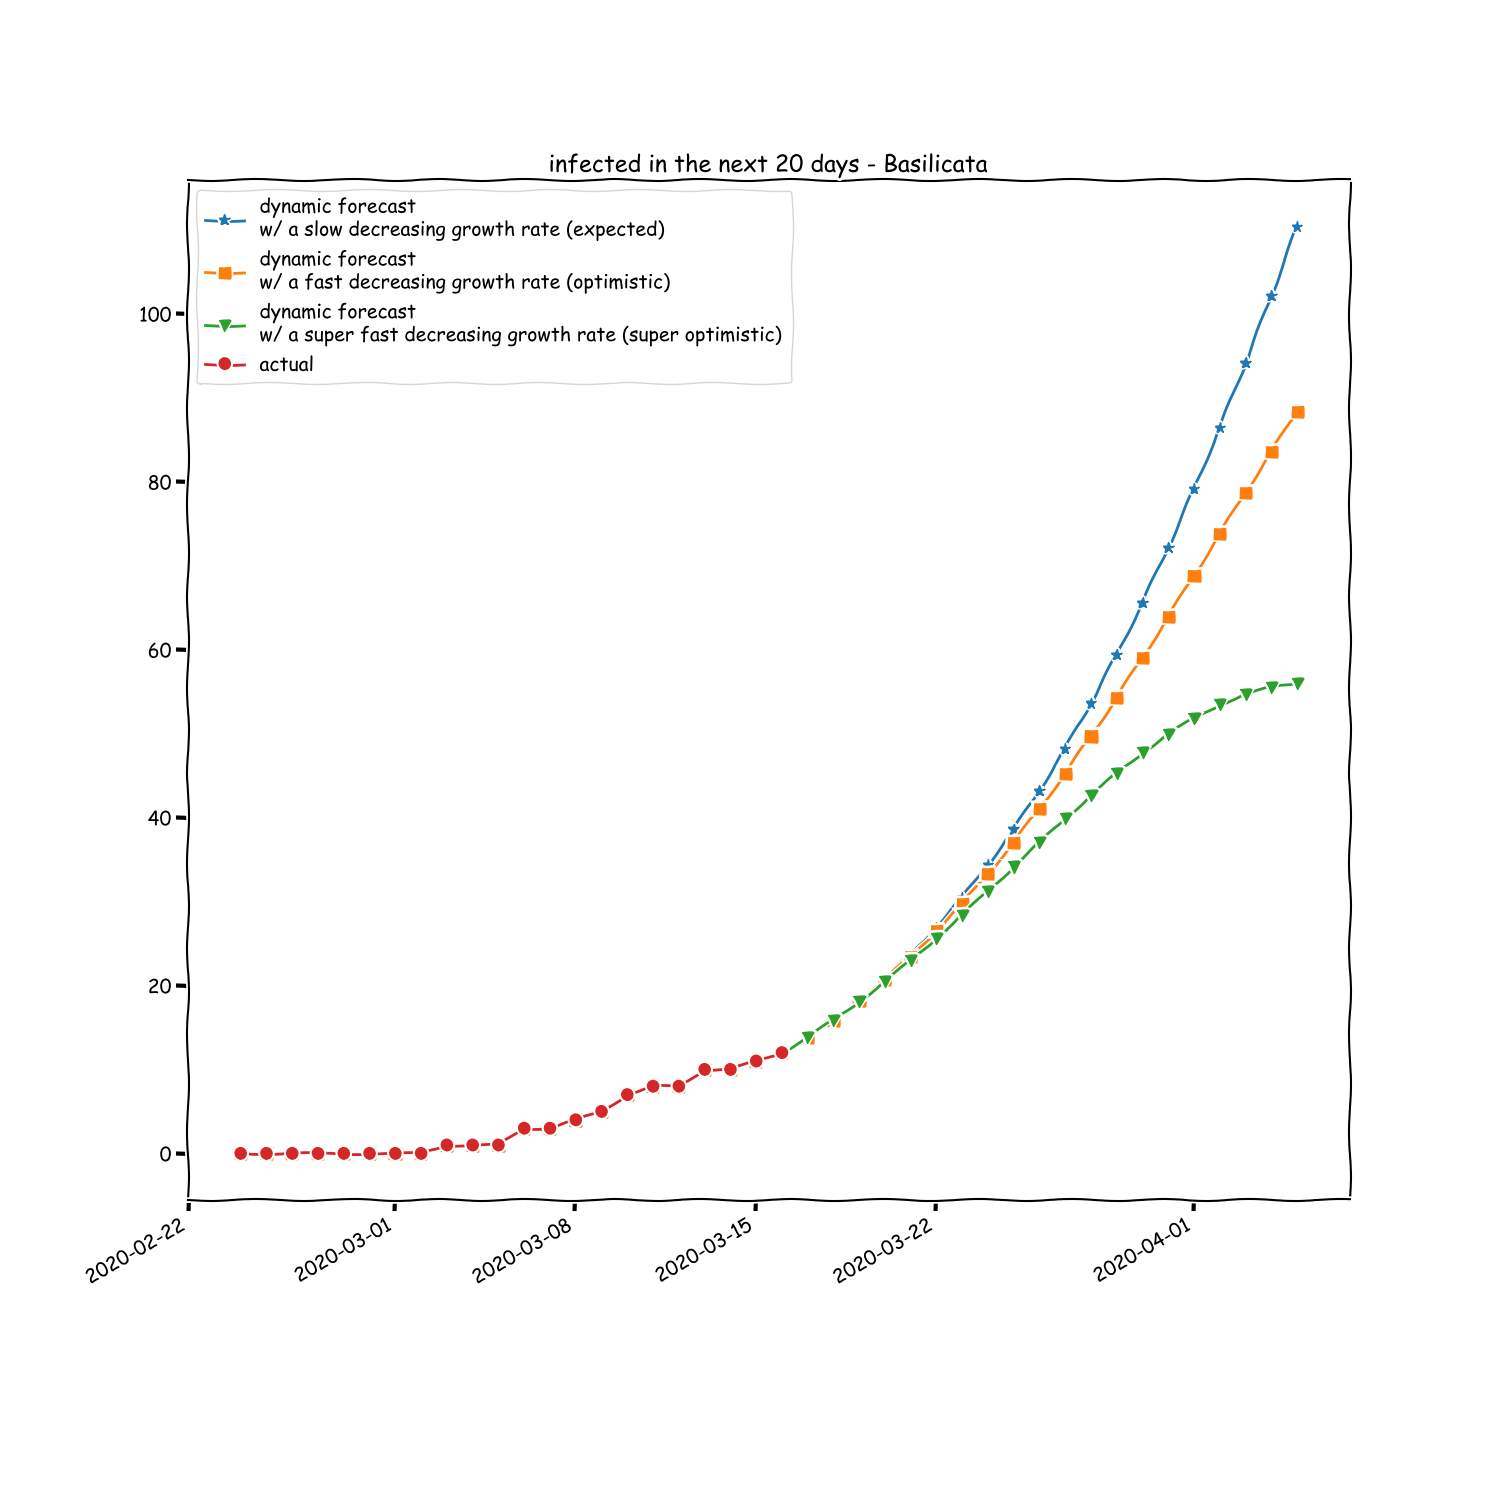 infected in the next 20 days - Basilicata
dynamic forecast
w/ a slow decreasing growth rate (expected)
dynamic forecast
w/ a fast decreasing growth rate (optimistic)
dynamic forecast
w/ a super fast decreasing growth rate (super optimistic)
actual
100
80
60
40
20
0
2020-02-22
2020-03-01
2020-03-08
2020-03-15
2020-03-22
2020-04-01